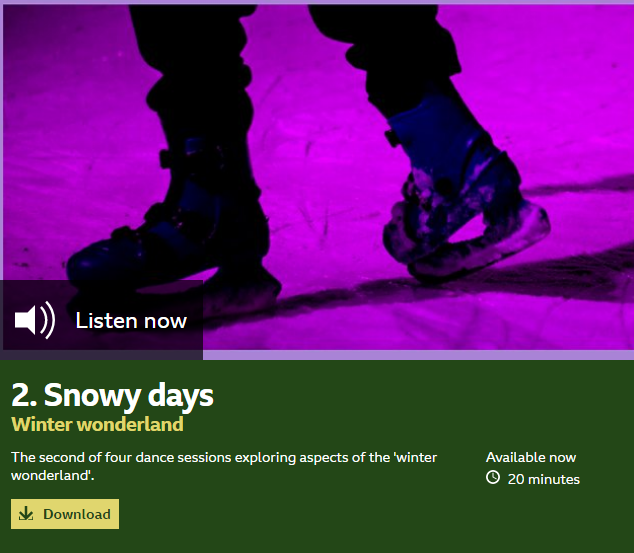 Listen now
2. Snowy days
Winter wonderland
The second of four dance sessions exploring aspects of the 'winter
wonderland'.
Available now
20 minutes
Download